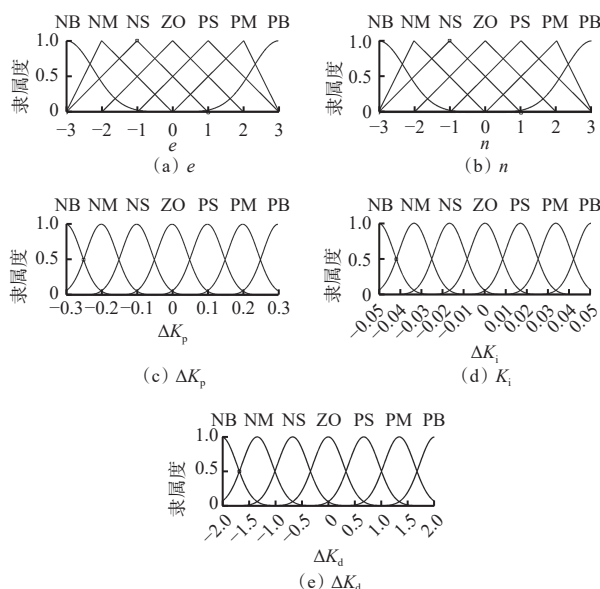 NB NM NS ZO PS PM PB
1.0
0.5
0
隶属度
−3 −2 −1 0 1 2 3
e
(a) e
NB NM NS ZO PS PM PB
1.0
0.5
0
隶属度
−3 −2 −1 0 1 2 3
n
(b) n
NB NM NS ZO PS PM PB
1.0
0.5
0
隶属度
−0.3 −0.2 −0.1 0 0.1 0.2 0.3
ΔKp
(c) ΔKp
NB NM NS ZO PS PM PB
1.0
0.5
0
隶属度
−0.05 −0.04 −0.03 −0.02 −0.01 0 0.01 0.02 0.03 0.04 0.05
ΔKi
(d) Ki
NB NM NS ZO PS PM PB
1.0
0.5
0
隶属度
−2.0 −1.5 −1.0 −0.5 0 0.5 1.0 1.5 2.0
ΔKd
(e) ΔKd